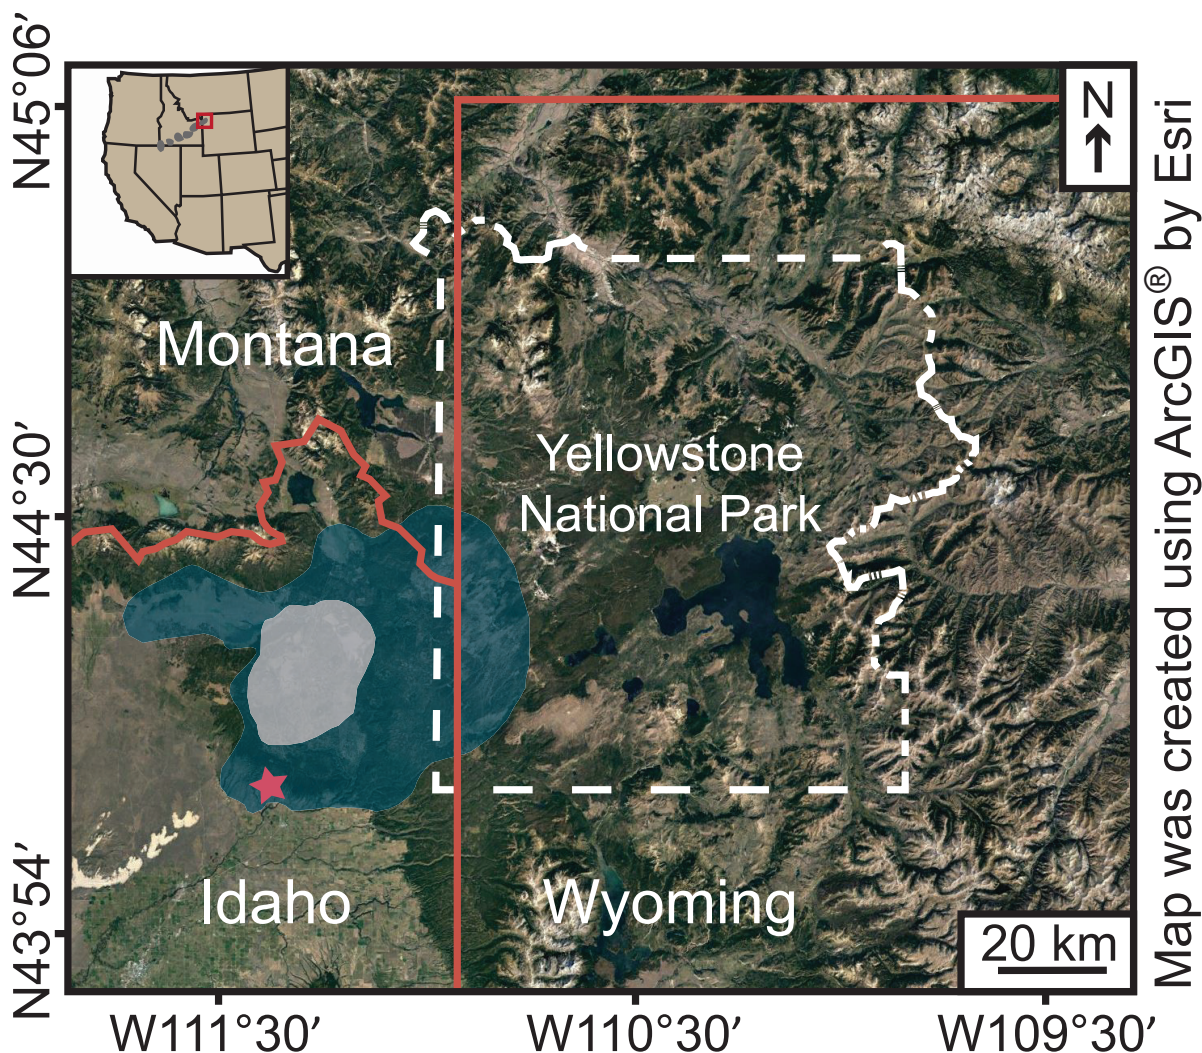 N45°06′
N
Montana
N44°30′
Yellowstone
National Park
N43°54′
Idaho
Wyoming
20 km
W111°30′
W110°30′
W109°30′
Map was created using ArcGIS® by Esri